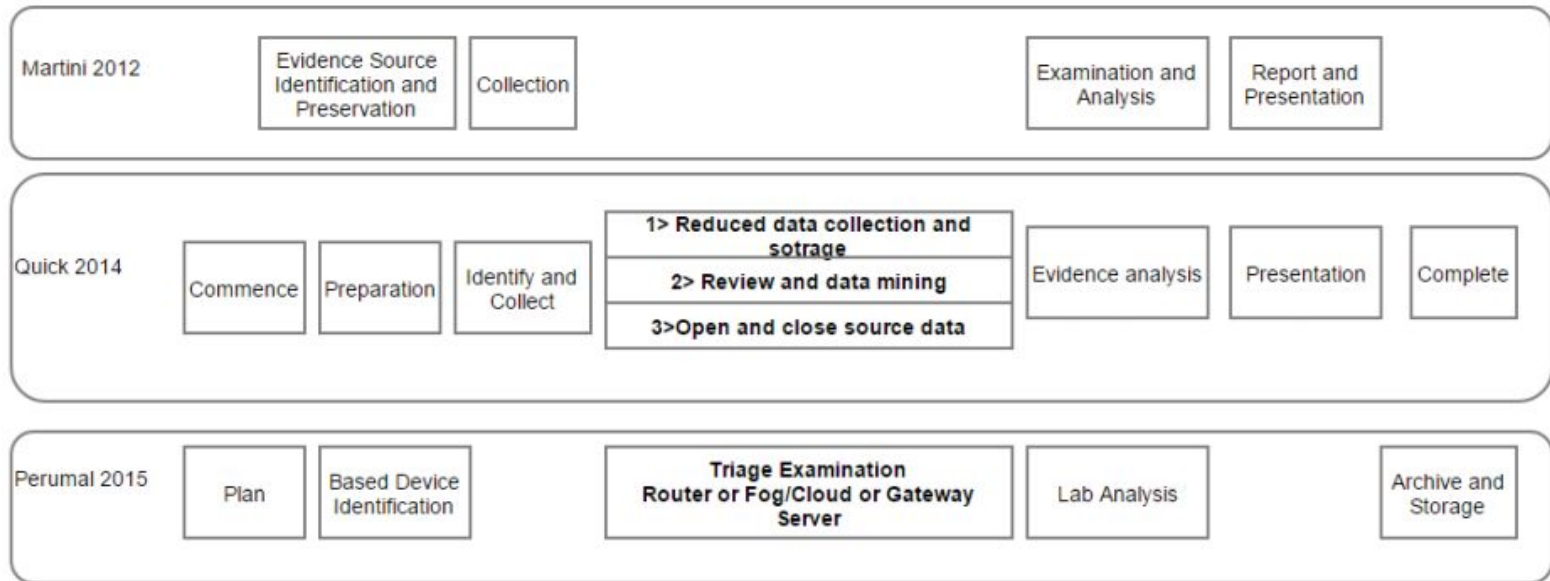 Martini 2012
Evidence Source
Identification and
Preservation
Collection
Examination and
Analysis
Report and
Presentation
Quick 2014
Commence
Preparation
Identify and
Collect
1> Reduced data collection and
sotrage
2> Review and data mining
3>Open and close source data
Evidence analysis
Presentation
Complete
Perumal 2015
Plan
Based Device
Identification
Triage Examination
Router or Fog/Cloud or Gateway
Server
Lab Analysis
Archive and
Storage